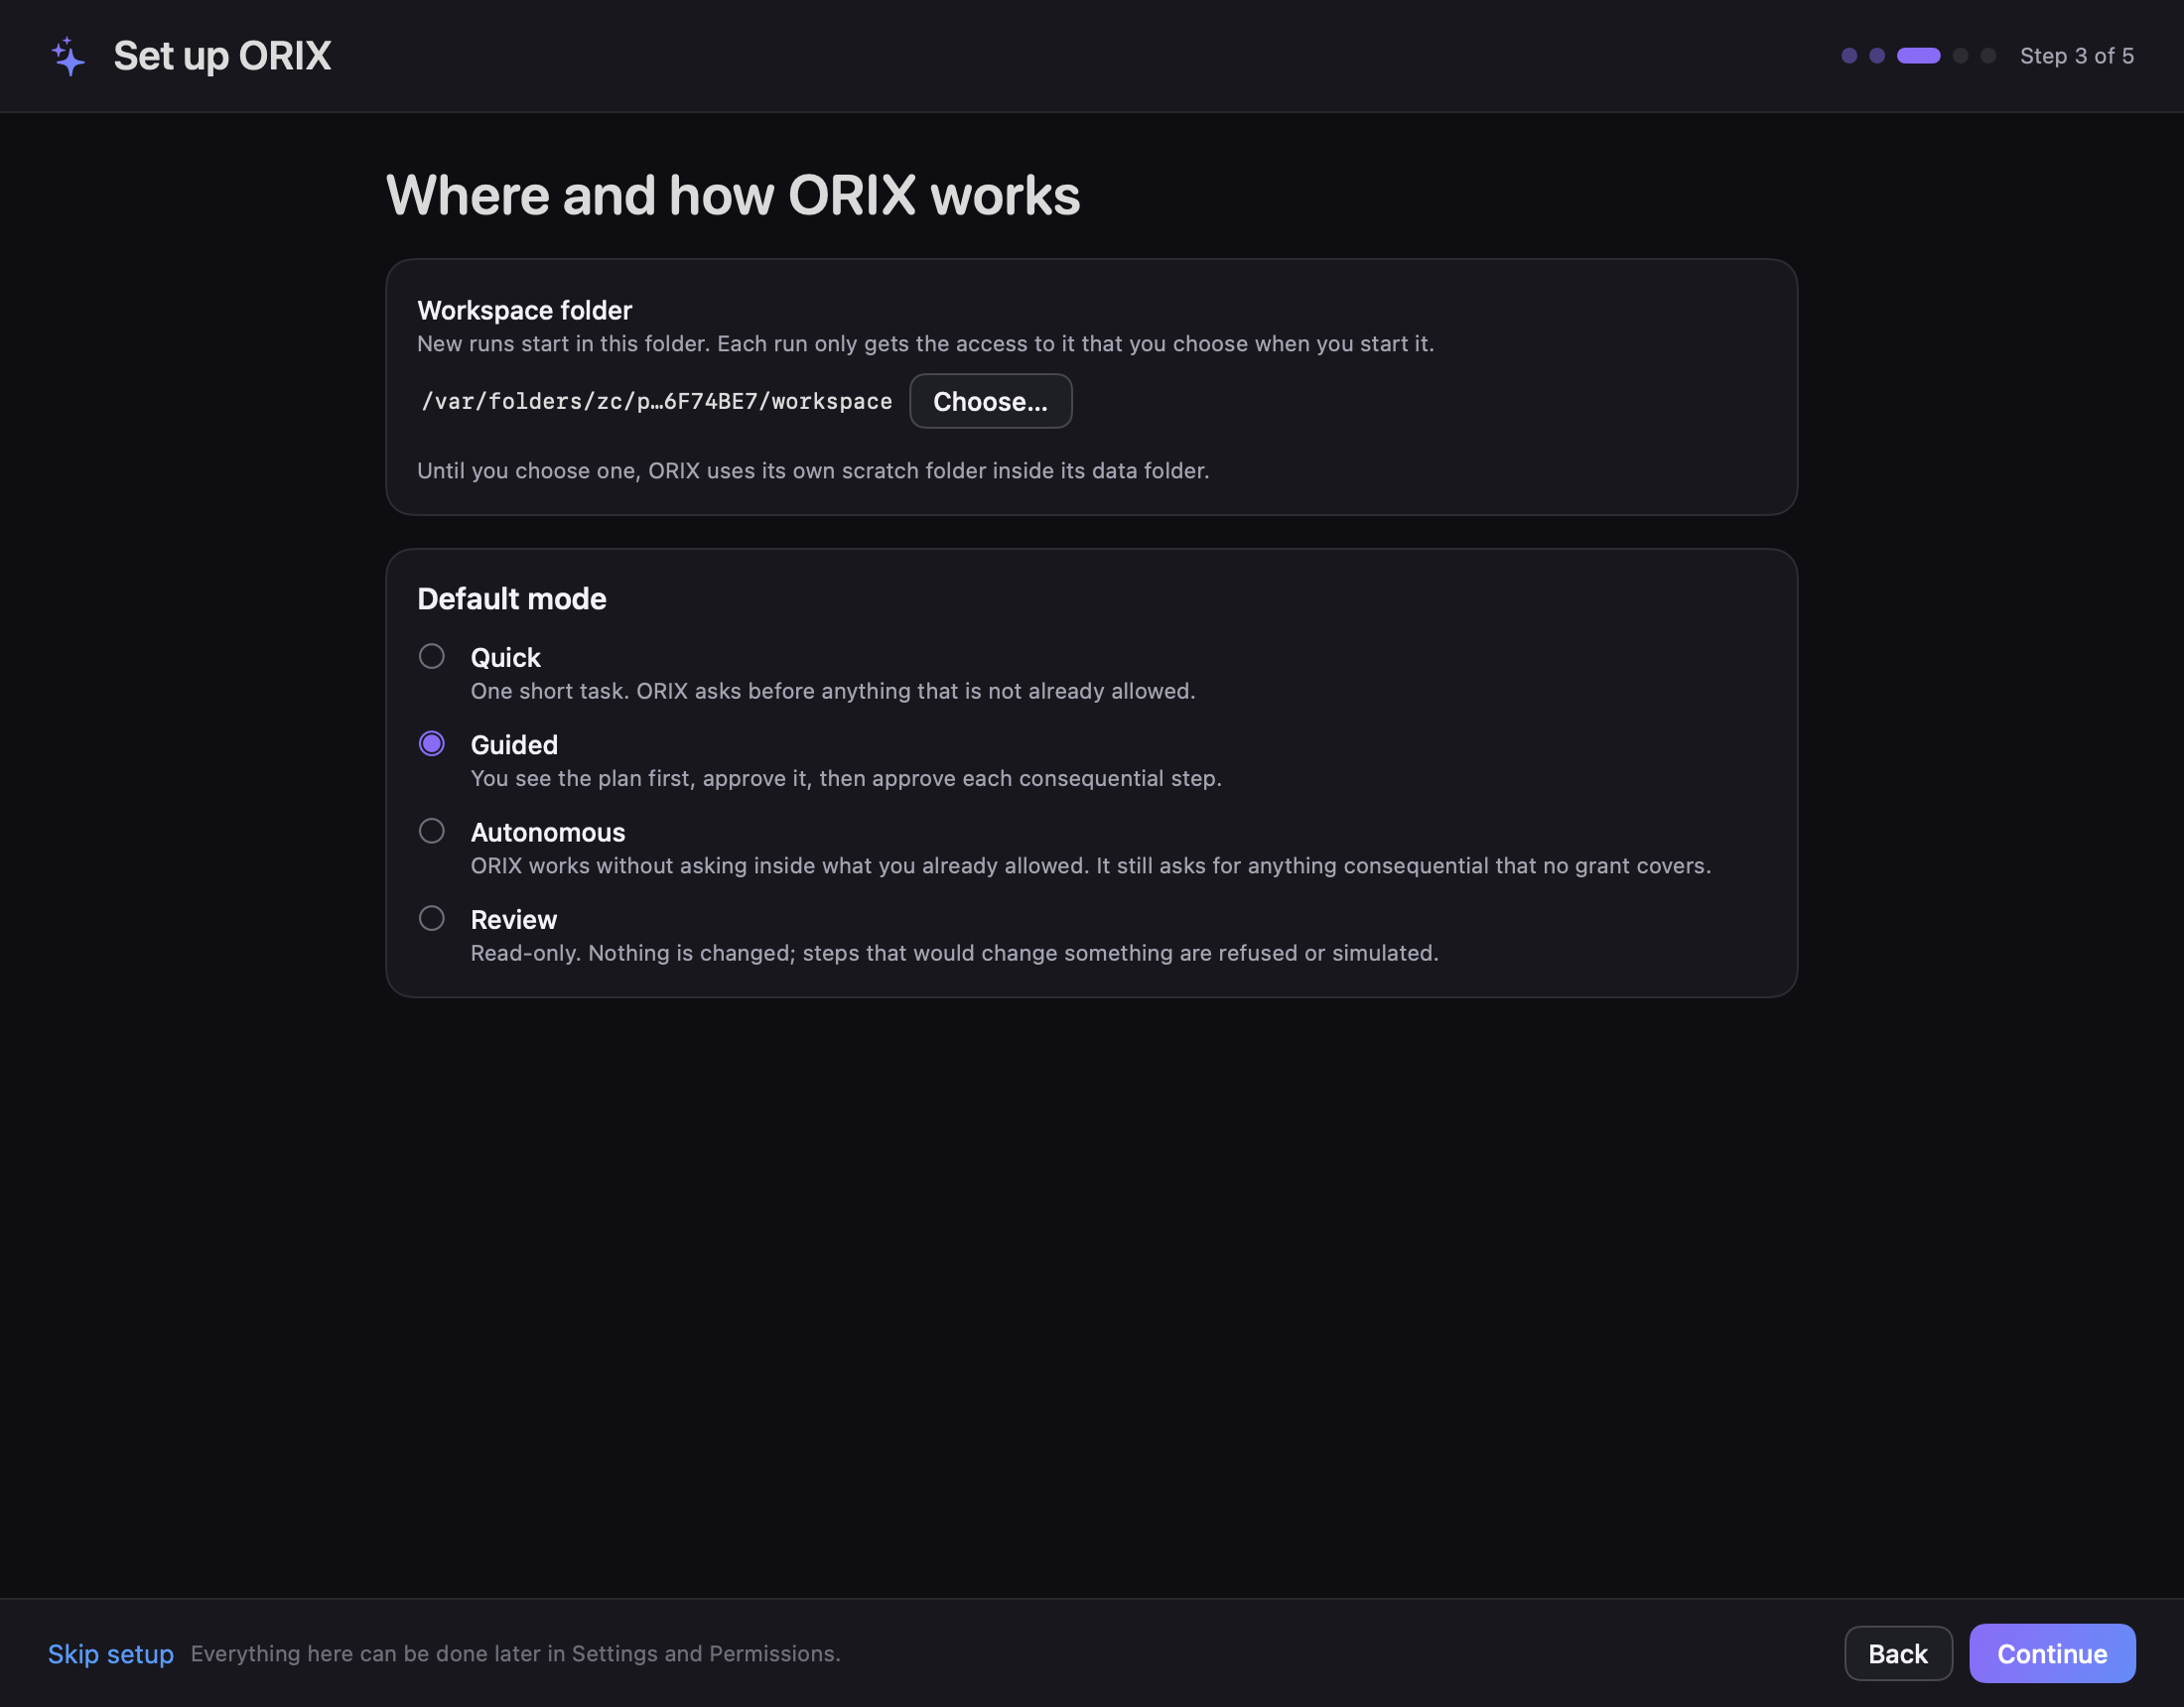 Set up ORIX
Step 3 of 5
Where and how ORIX works
Workspace folder
New runs start in this folder. Each run only gets the access to it that you choose when you start it.
/var/folders/zc/p…6F74BE7/workspace
Choose…
Until you choose one, ORIX uses its own scratch folder inside its data folder.
Default mode
Quick
One short task. ORIX asks before anything that is not already allowed.
Guided
You see the plan first, approve it, then approve each consequential step.
Autonomous
ORIX works without asking inside what you already allowed. It still asks for anything consequential that no grant covers.
Review
Read-only. Nothing is changed; steps that would change something are refused or simulated.
Skip setup
Everything here can be done later in Settings and Permissions.
Back
Continue